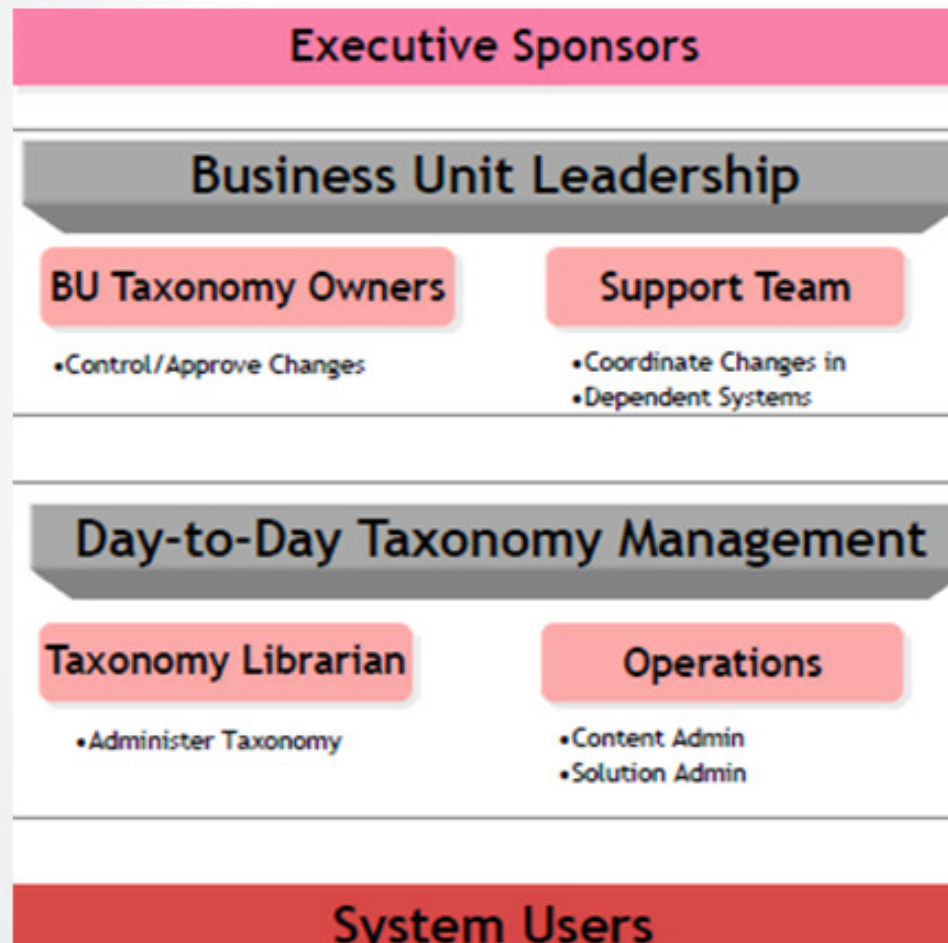 Executive Sponsors
Business Unit Leadership
BU Taxonomy Owners
•Control/Approve Changes
Support Team
•Coordinate Changes in
•Dependent Systems
Day-to-Day Taxonomy Management
Taxonomy Librarian
•Administer Taxonomy
Operations
•Content Admin
•Solution Admin
System Users